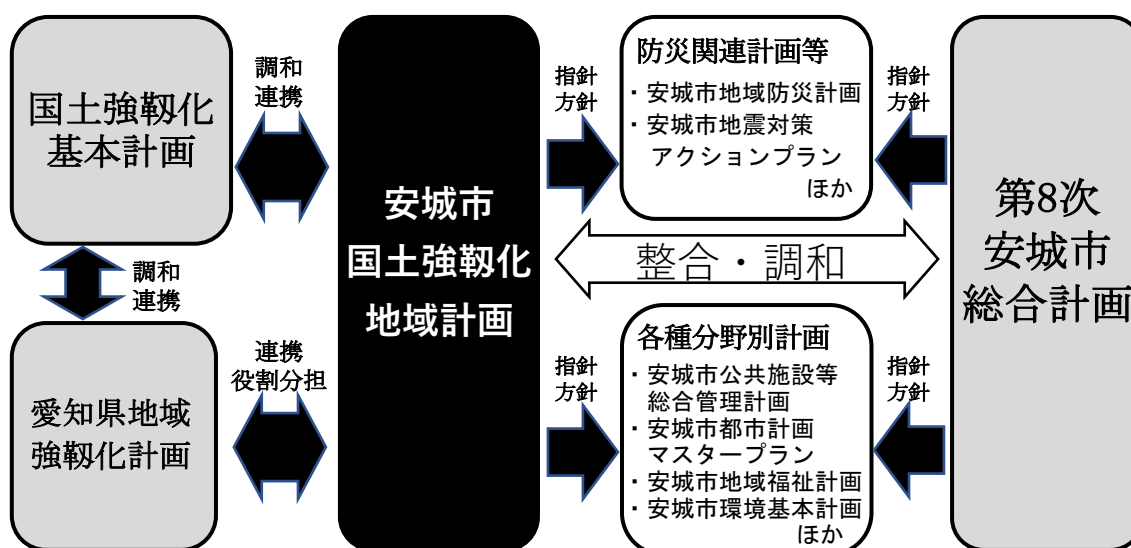 国土強靱化
基本計画
調和
連携
調和
連携
愛知県地域
強靱化計画
連携
役割分担
安城市
国土強靱化
地域計画
指針
方針
防災関連計画等
・安城市地域防災計画
・安城市地震対策
アクションプラン
ほか
指針
方針
整合・調和
指針
方針
各種分野別計画
・安城市公共施設等
総合管理計画
・安城市都市計画
マスタープラン
・安城市地域福祉計画
・安城市環境基本計画
ほか
指針
方針
第8次
安城市
総合計画